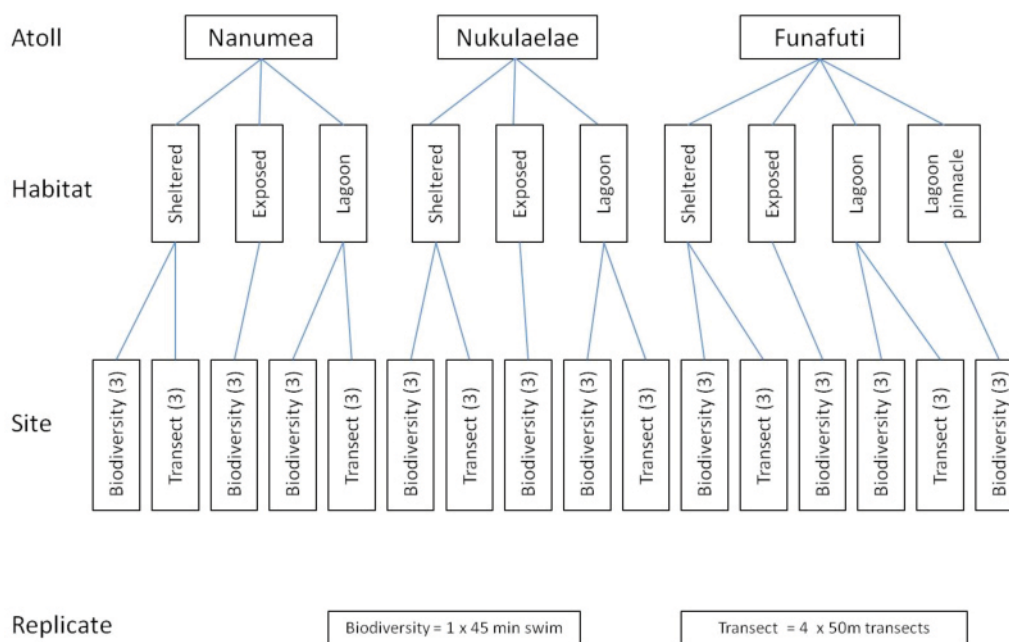 Atoll
Nanumea
Nukulaelae
Funafuti
Habitat
Sheltered
Exposed
Lagoon
Sheltered
Exposed
Lagoon
Sheltered
Exposed
Lagoon
Lagoon
pinnacle
Site
Biodiversity (3)
Transect (3)
Biodiversity (3)
Biodiversity (3)
Transect (3)
Biodiversity (3)
Transect (3)
Biodiversity (3)
Biodiversity (3)
Transect (3)
Biodiversity (3)
Transect (3)
Biodiversity (3)
Biodiversity (3)
Transect (3)
Biodiversity (3)
Replicate
Biodiversity = 1 x 45 min swim
Transect = 4 x 50m transects